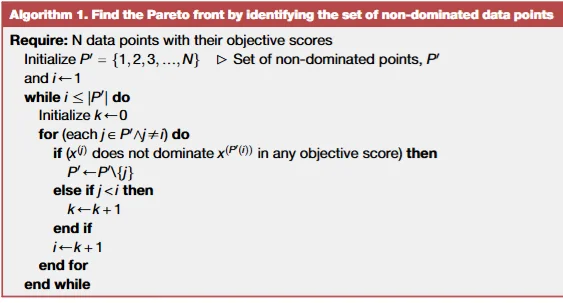 Algorithm 1. Find the Pareto front by identifying the set of non-dominated data points
Require: N data points with their objective scores
Initialize P′ = {1,2,3, …,N} ▷ Set of non-dominated points, P′
and i←1
while i ≤ |P′| do
Initialize k←0
for (each j ∈ P′∧j≠i) do
if (x^(j) does not dominate x^(P′(i)) in any objective score) then
P′←P′\{j}
else if j<i then
k←k+1
end if
i←k+1
end for
end while